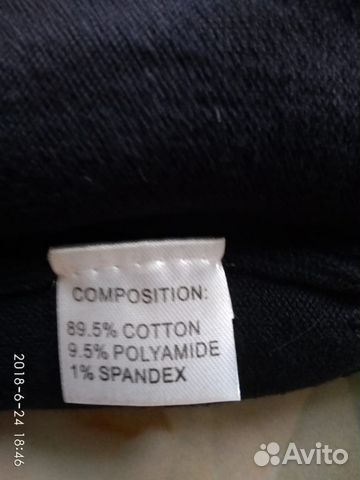 COMPOSITION:
89.5% COTTON
9.5% POLYAMIDE
1% SPANDEX
2018-6-24 18:46
Avito